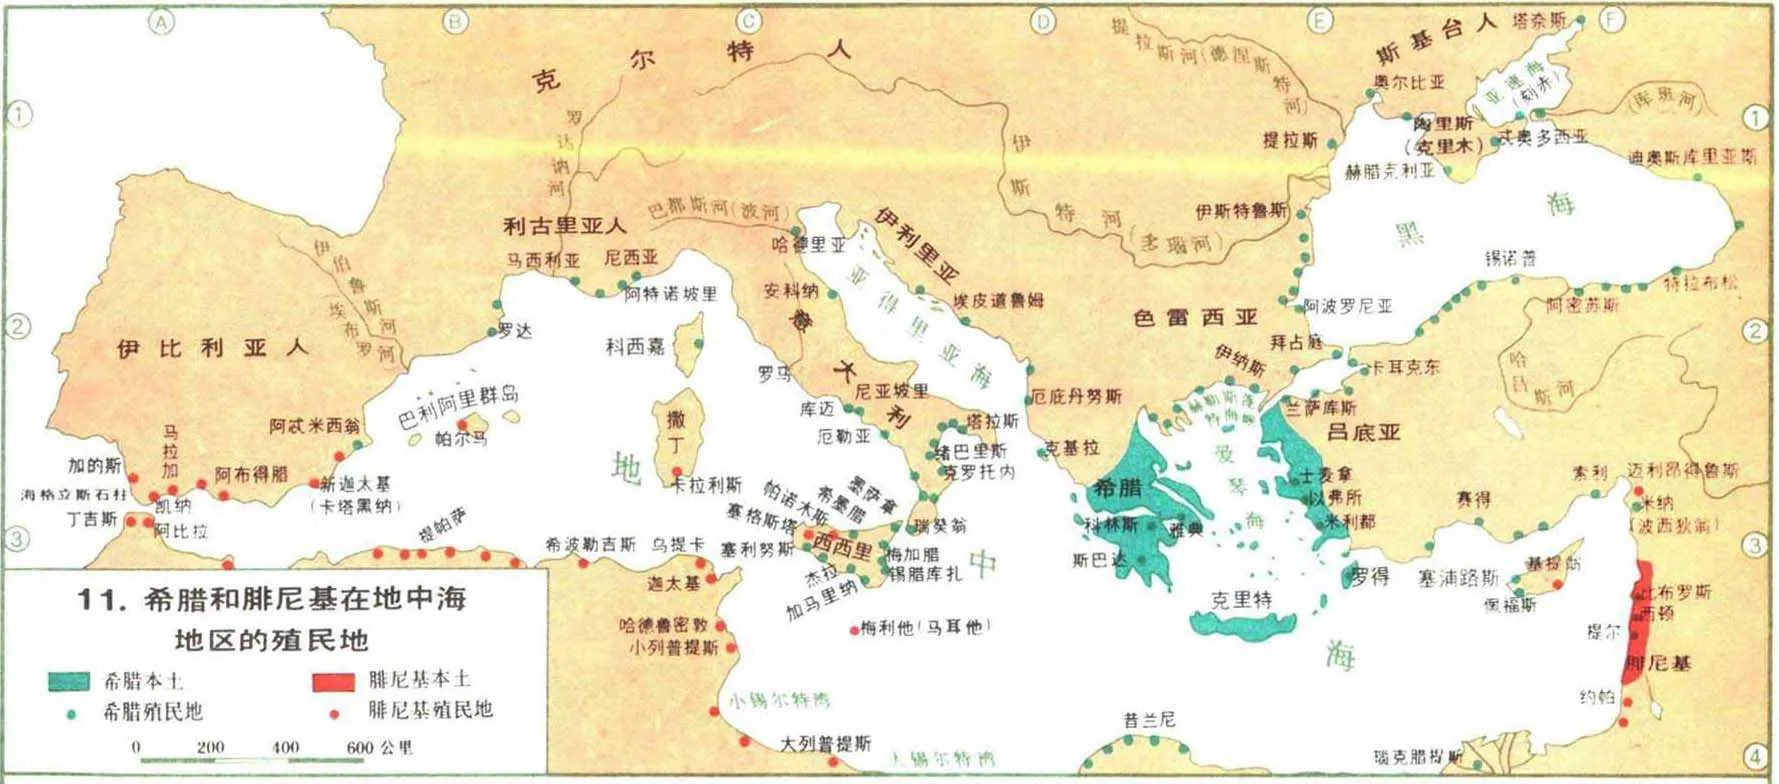 A B C D E F
克尔特人
提拉斯河(德涅斯特河)
斯基台人
塔奈斯
奥尔比亚
亚速海
(刻赤)
(库班河)
1
1
罗达纳河
伊斯特河(多瑙河)
提拉斯
陶里斯
(克里木)
忒奥多西亚
赫腊克利亚
迪奥斯库里亚斯
黑海
伊斯特鲁斯
巴都斯河(波河)
利古里亚人
马西利亚
尼西亚
哈德里亚
伊利里亚
阿特诺坡里
安科纳
亚得里亚海
埃皮道鲁姆
锡诺普
特拉布松
阿密苏斯
阿波罗尼亚
色雷西亚
伊伯鲁斯河
埃布罗河
2
2
罗达
伊比利亚人
科西嘉
意大利
罗马
拜占庭
伊纳斯
卡耳克东
哈吕斯河
巴利阿里群岛
帕尔马
撒丁
尼亚坡里
库迈
厄勒亚
塔拉斯
厄底丹努斯
兰萨库斯
吕底亚
克基拉
绪巴里斯
克罗托内
阿忒米西翁
马拉加
加的斯
阿布得腊
海格立斯石柱
凯纳
新迦太基
(卡塔黑纳)
丁吉斯
阿比拉
卡拉利斯
地中海
爱琴海
希腊
士麦拿
以弗所
米利都
科林斯
雅典
斯巴达
索利
迈利昂得鲁斯
赛得
米纳
(波西狄翁)
墨萨拿
希墨腊
帕诺木斯
塞格斯塔
瑞癸翁
3
3
提帕萨
希波勒吉斯
乌提卡
塞利努斯
西西里
梅加腊
锡腊库扎
杰拉
加马里纳
迦太基
罗得
塞浦路斯
基提翁
佩福斯
克里特
比布罗斯
西顿
提尔
腓尼基
哈德鲁密敦
小列普提斯
梅利他(马耳他)
约帕
小锡尔特湾
大列普提斯
大锡尔特湾
昔兰尼
瑙克腊提斯
4
11. 希腊和腓尼基在地中海
地区的殖民地
希腊本土
腓尼基本土
希腊殖民地
腓尼基殖民地
0 200 400 600 公里